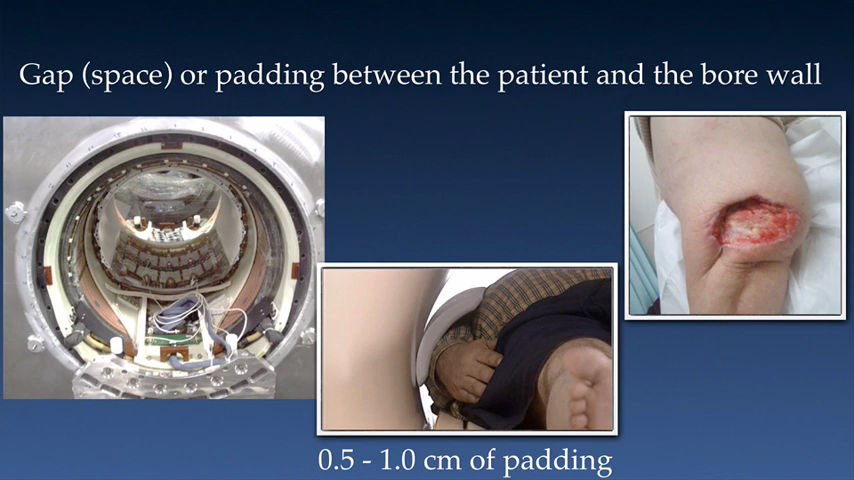 Gap (space) or padding between the patient and the bore wall
0.5 - 1.0 cm of padding